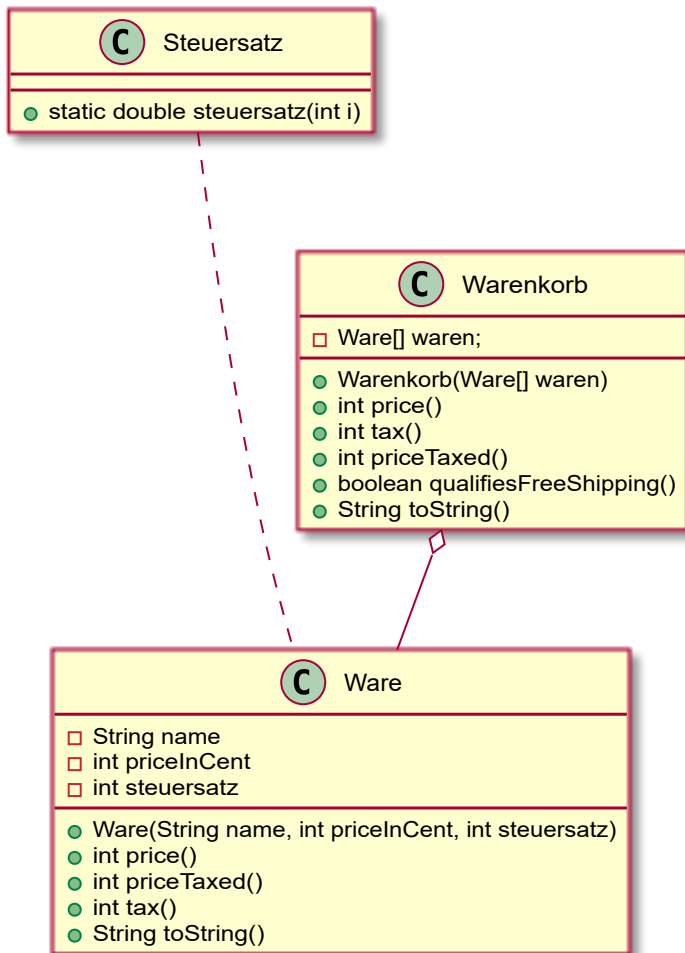 C Steuersatz
static double steuersatz(int i)
C Warenkorb
Ware[] waren;
Warenkorb(Ware[] waren)
int price()
int tax()
int priceTaxed()
boolean qualifiesFreeShipping()
String toString()
C Ware
String name
int priceInCent
int steuersatz
Ware(String name, int priceInCent, int steuersatz)
int price()
int priceTaxed()
int tax()
String toString()